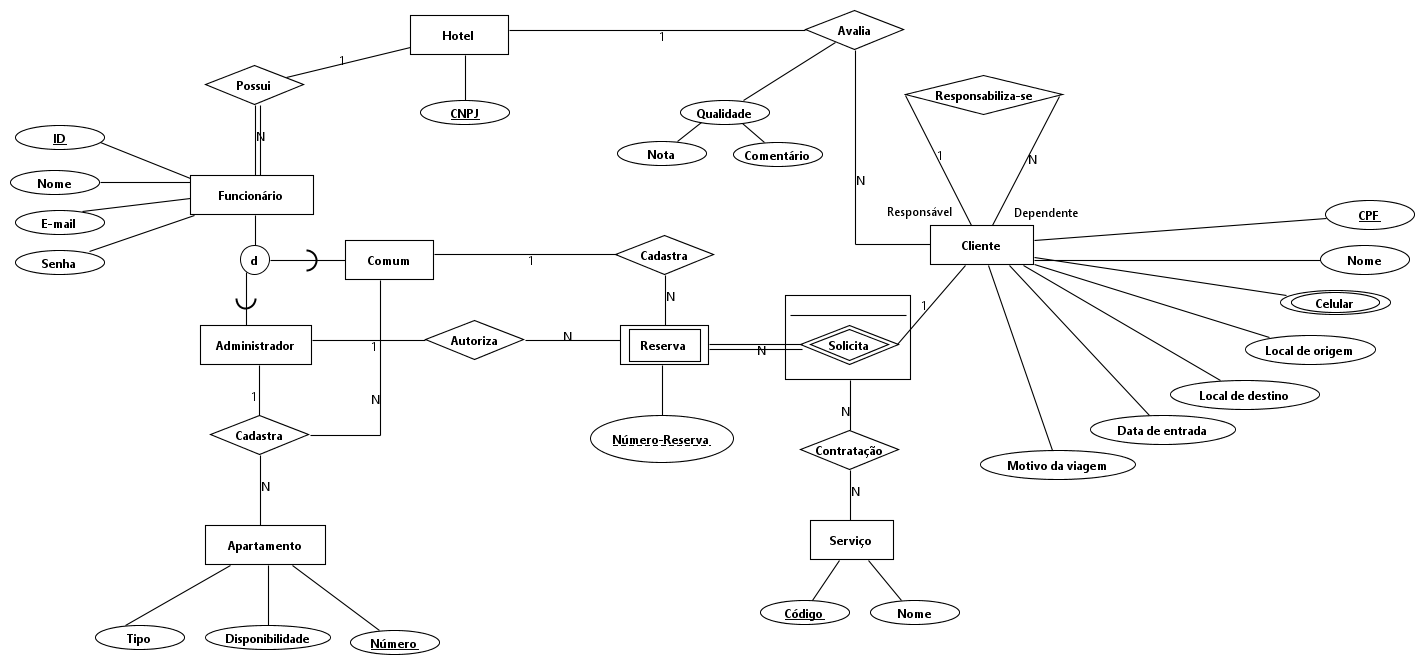 Hotel
1
Avalia
1
Possui
Responsabiliza-se
CNPJ
Qualidade
ID
N
Nota
Comentário
1
N
Nome
N
Funcionário
Responsável
Dependente
CPF
E-mail
Cliente
Senha
d
Comum
1
Cadastra
Nome
N
Celular
1
Administrador
1
Autoriza
N
Reserva
N
Solicita
Local de origem
1
N
N
Local de destino
Cadastra
Número-Reserva
Data de entrada
Contratação
Motivo da viagem
N
N
Apartamento
Serviço
Código
Nome
Tipo
Disponibilidade
Número